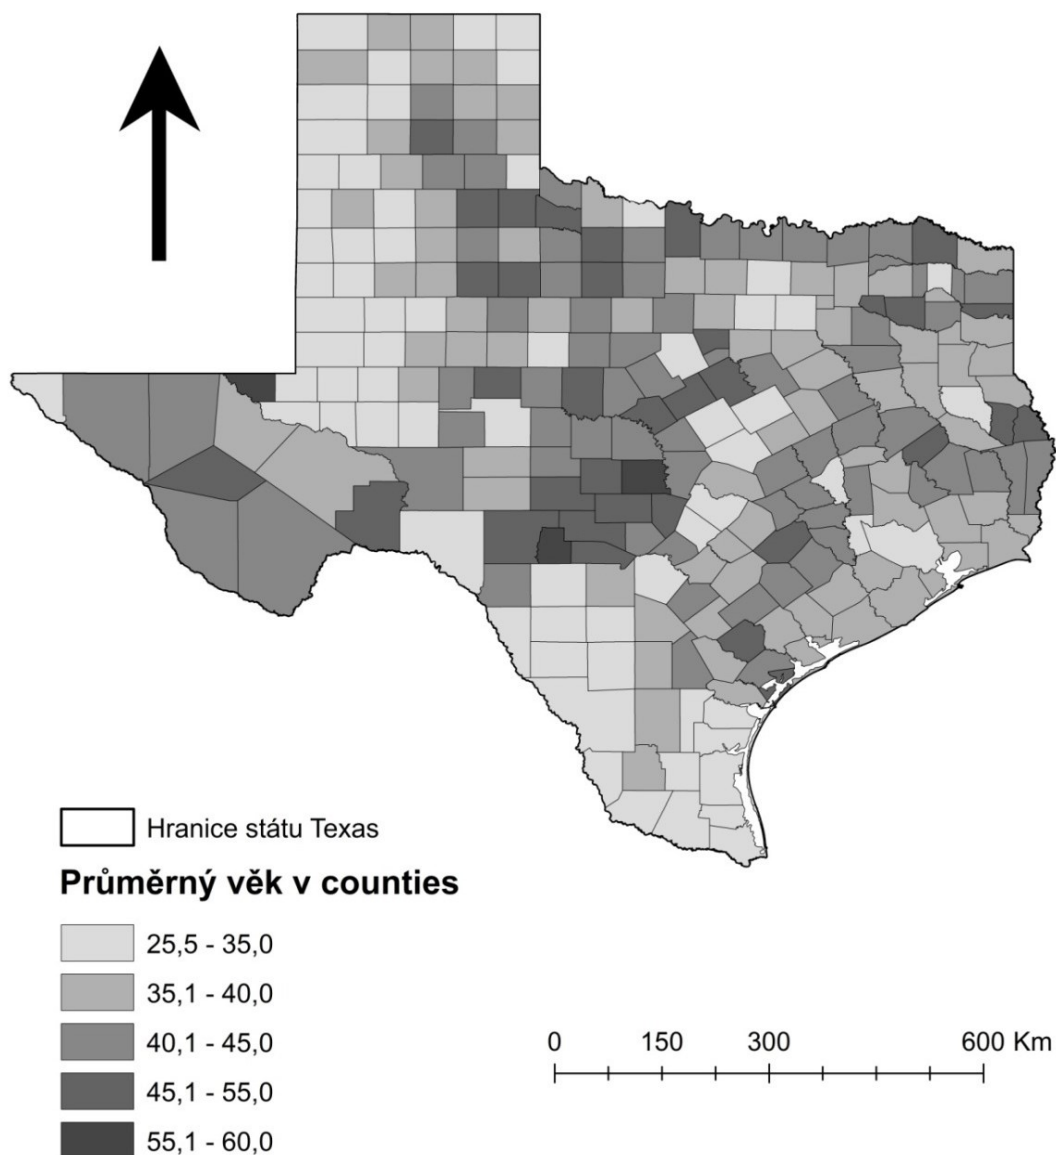 Hranice státu Texas
Průměrný věk v counties
25,5 - 35,0
35,1 - 40,0
40,1 - 45,0
45,1 - 55,0
55,1 - 60,0
0 150 300 600 Km